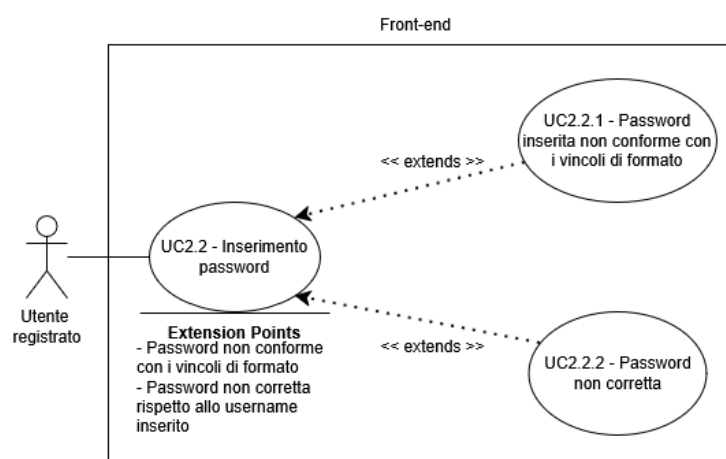 Front-end
UC2.2.1 - Password
inserita non conforme con
i vincoli di formato
<< extends >>
UC2.2 - Inserimento
password
Utente
registrato
Extension Points
- Password non conforme
con i vincoli di formato
- Password non corretta
rispetto allo username
inserito
<< extends >>
UC2.2.2 - Password
non corretta